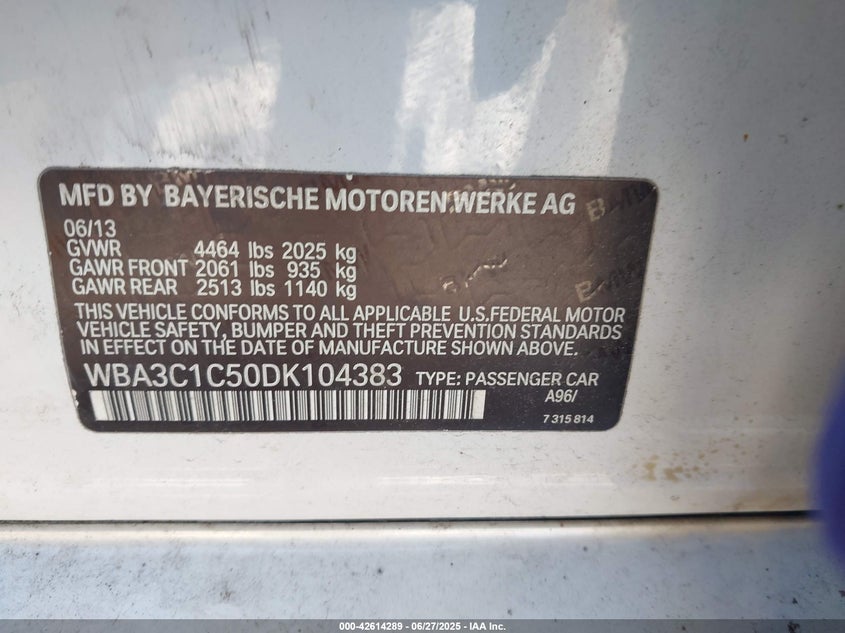 MFD BY BAYERISCHE MOTOREN WERKE AG
06/13
GVWR 4464 lbs 2025 kg
GAWR FRONT 2061 lbs 935 kg
GAWR REAR 2513 lbs 1140 kg
THIS VEHICLE CONFORMS TO ALL APPLICABLE U.S.FEDERAL MOTOR
VEHICLE SAFETY, BUMPER AND THEFT PREVENTION STANDARDS
IN EFFECT ON THE DATE OF MANUFACTURE SHOWN ABOVE.
WBA3C1C50DK104383 TYPE: PASSENGER CAR
A96/
7 315 814
000-42614289 - 06/27/2025 - IAA Inc.